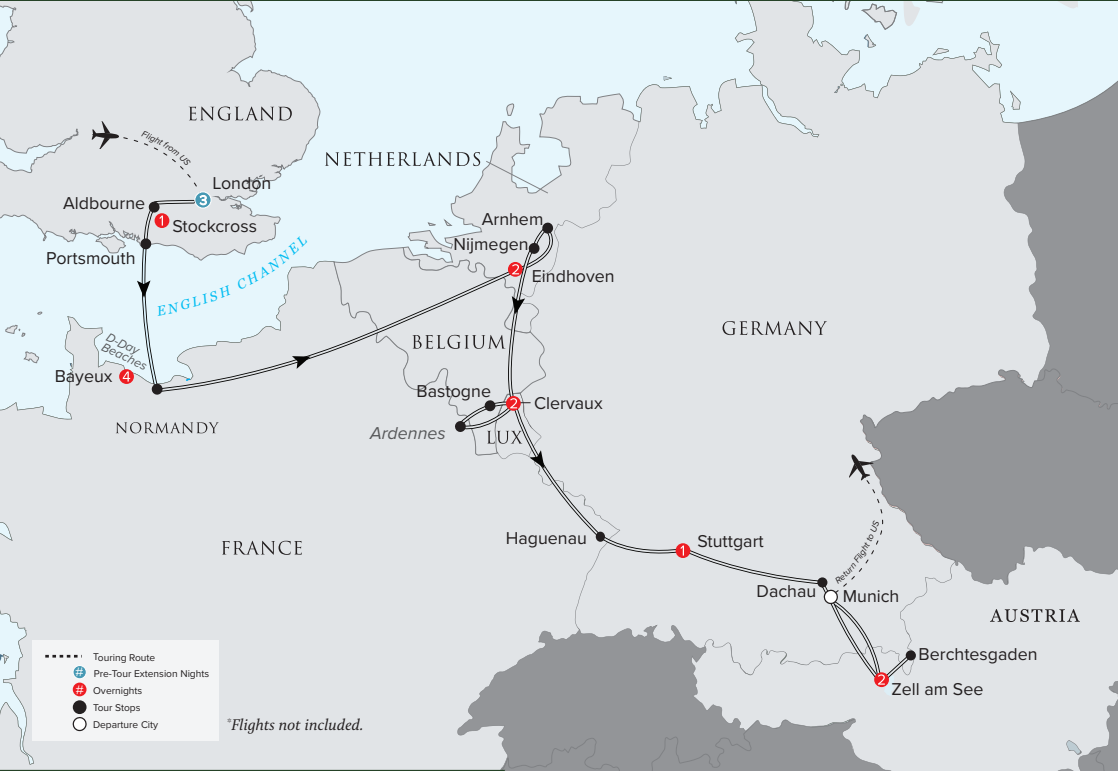 ENGLAND
Flight from US
London
3
Aldbourne
1
Stockcross
Portsmouth
ENGLISH CHANNEL
D-Day
Beaches
Bayeux
4
NORMANDY
FRANCE
NETHERLANDS
Arnhem
Nijmegen
2
Eindhoven
BELGIUM
GERMANY
Bastogne
2
Clervaux
Ardennes
LUX
Haguenau
1
Stuttgart
Return Flight to US
Dachau
Munich
AUSTRIA
Berchtesgaden
2
Zell am See
Touring Route
# Pre-Tour Extension Nights
# Overnights
Tour Stops
Departure City
*Flights not included.